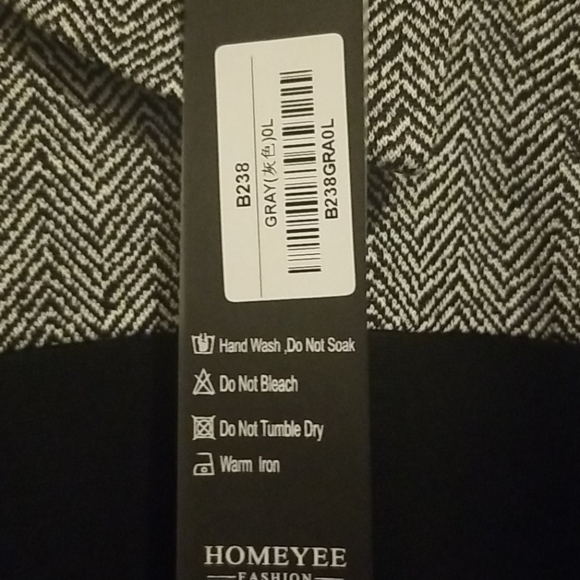 B238
GRAY(灰色)0L
B238GRA0L
Hand Wash ,Do Not Soak
Do Not Bleach
Do Not Tumble Dry
Warm Iron
HOMEYEE
FASHION